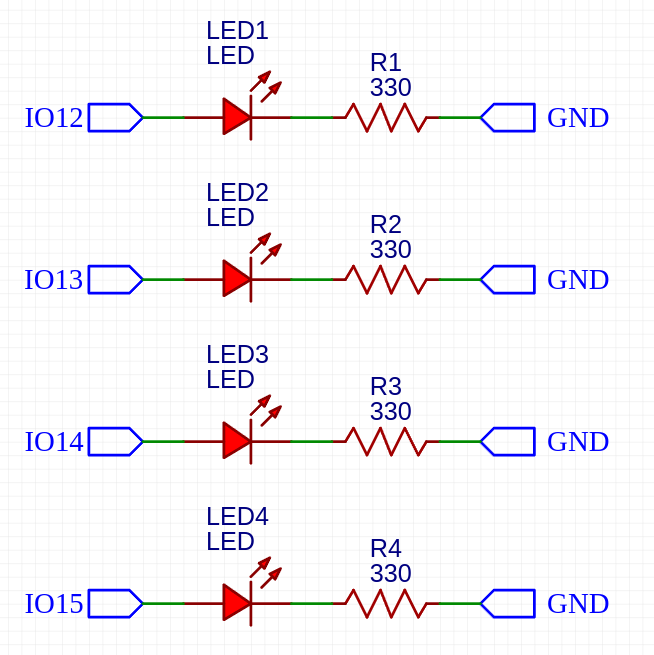 LED1
LED
R1
330
IO12
GND
LED2
LED
R2
330
IO13
GND
LED3
LED
R3
330
IO14
GND
LED4
LED
R4
330
IO15
GND